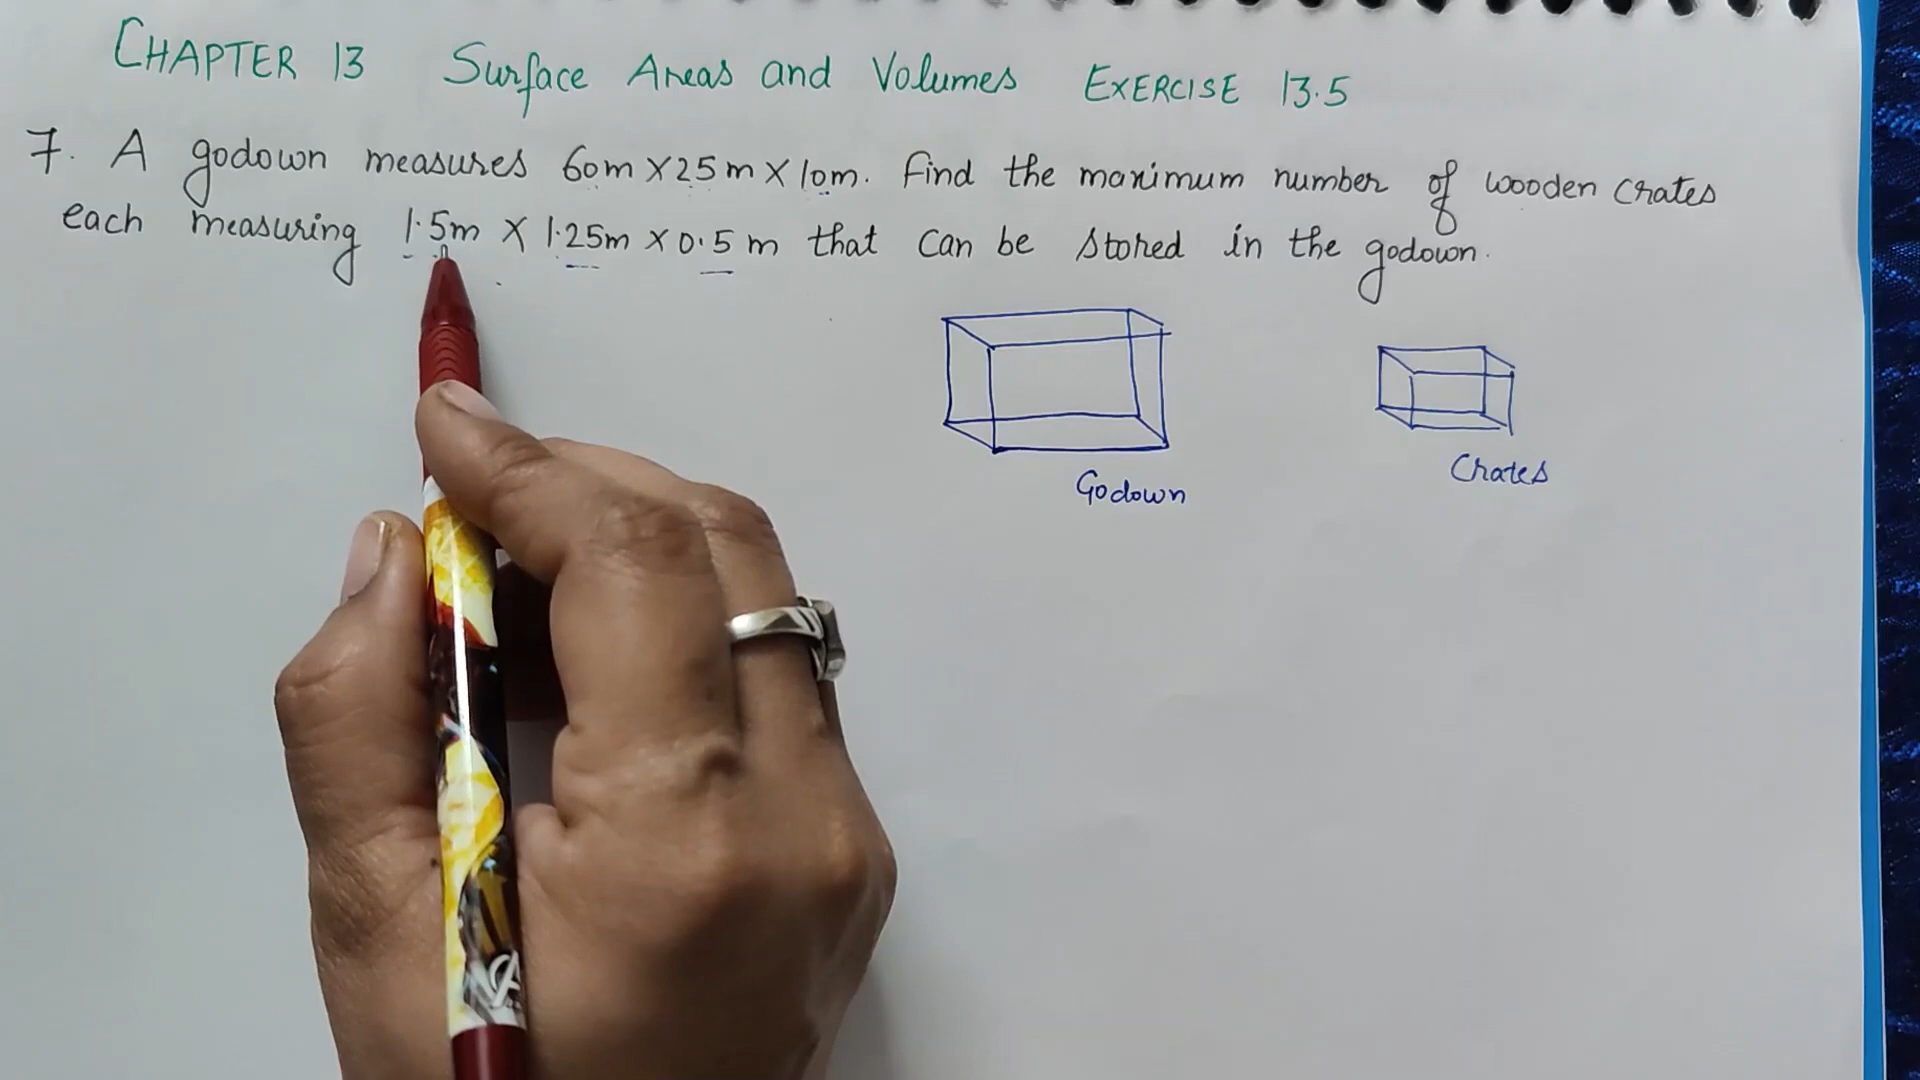 CHAPTER 13 Surface Areas and Volumes EXERCISE 13.5
7. A godown measures 60m X 25m X 10m. Find the maximum number of wooden crates
each measuring 1.5m X 1.25m X 0.5 m that can be stored in the godown.
Godown
Crates